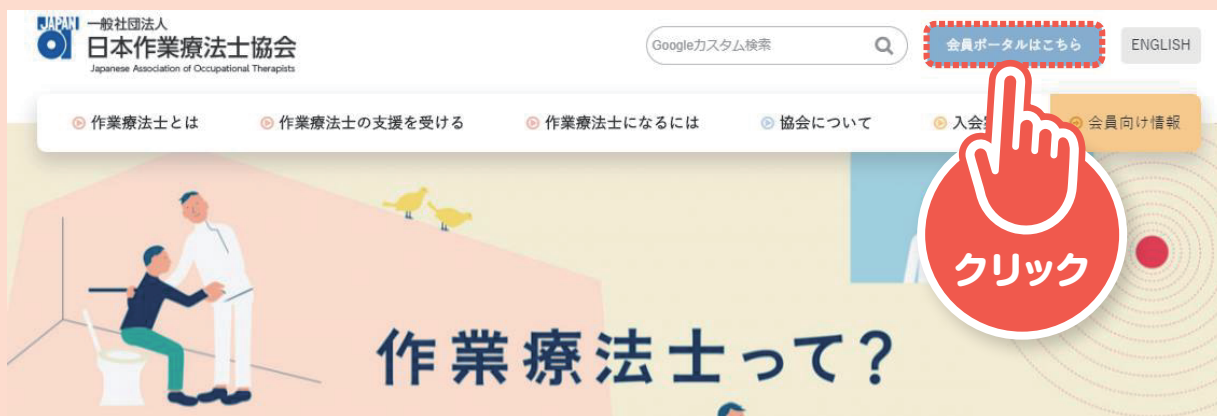 JAPAN
一般社団法人
日本作業療法士協会
Japanese Association of Occupational Therapists
Googleカスタム検索
会員ポータルはこちら
ENGLISH
作業療法士とは
作業療法士の支援を受ける
作業療法士になるには
協会について
入会
会員向け情報
クリック
作業療法士って?